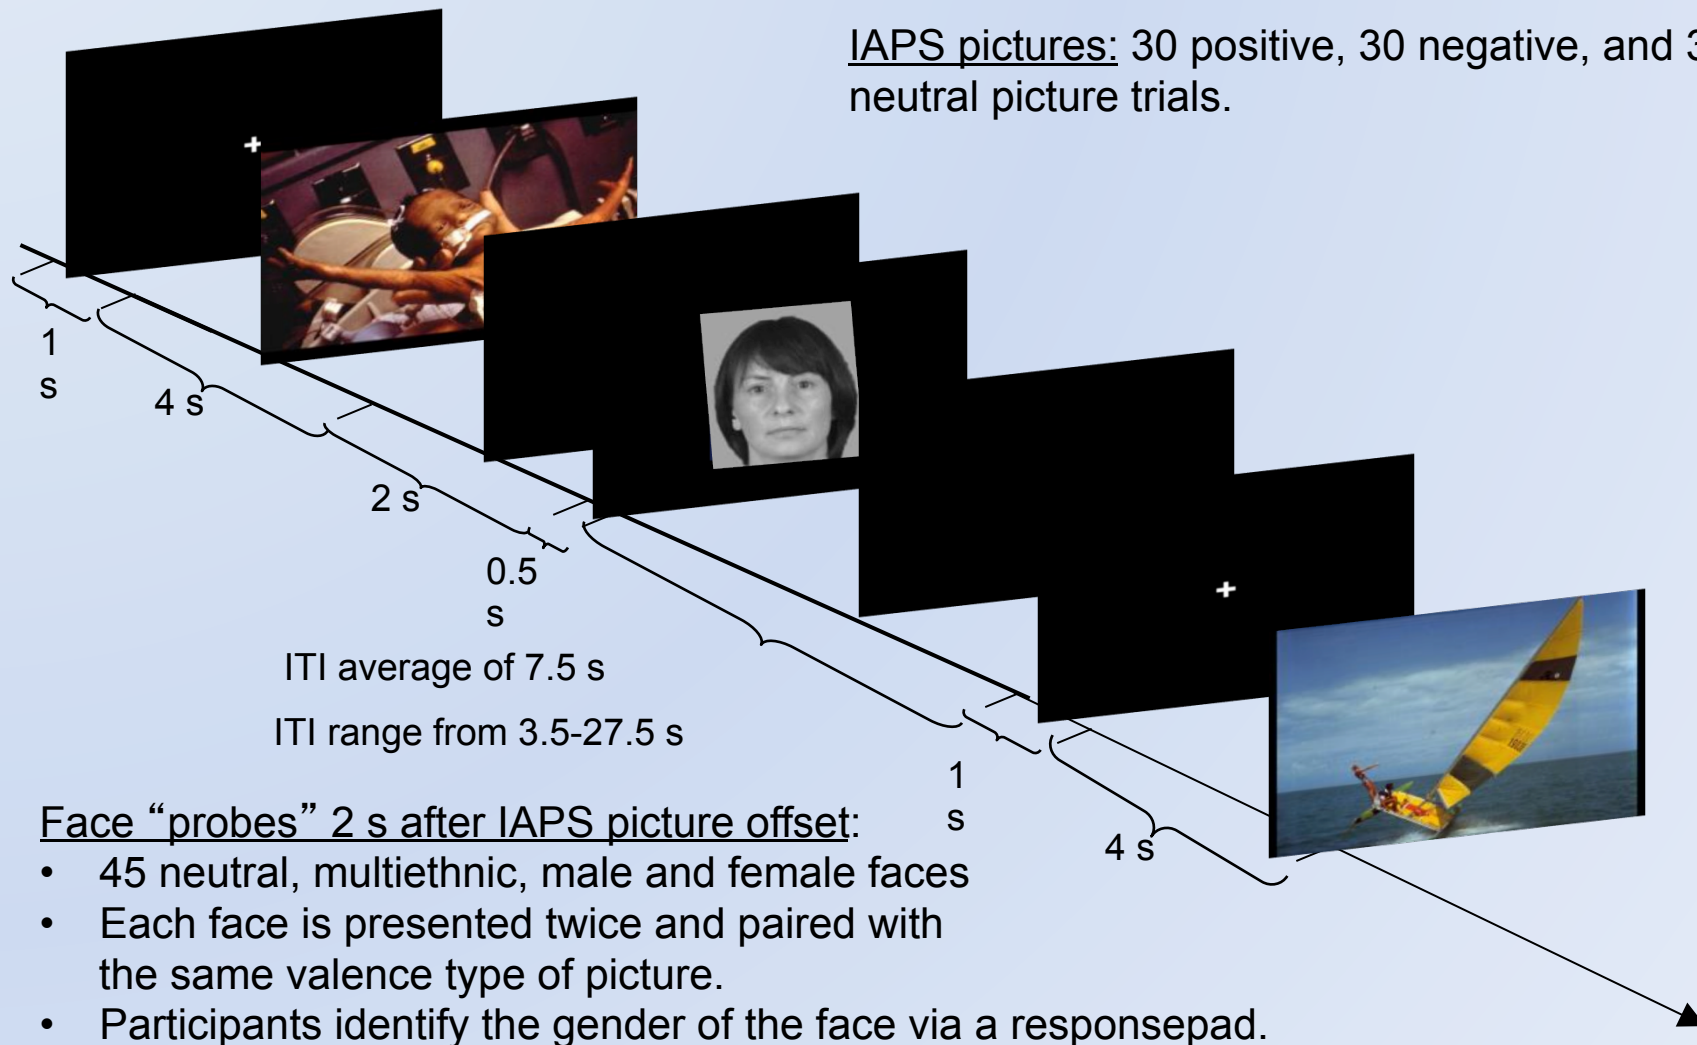 IAPS pictures: 30 positive, 30 negative, and 3
neutral picture trials.
1
s
4 s
2 s
0.5
s
ITI average of 7.5 s
ITI range from 3.5-27.5 s
1
s
4 s
Face “probes” 2 s after IAPS picture offset:
• 45 neutral, multiethnic, male and female faces
• Each face is presented twice and paired with
the same valence type of picture.
• Participants identify the gender of the face via a responsepad.